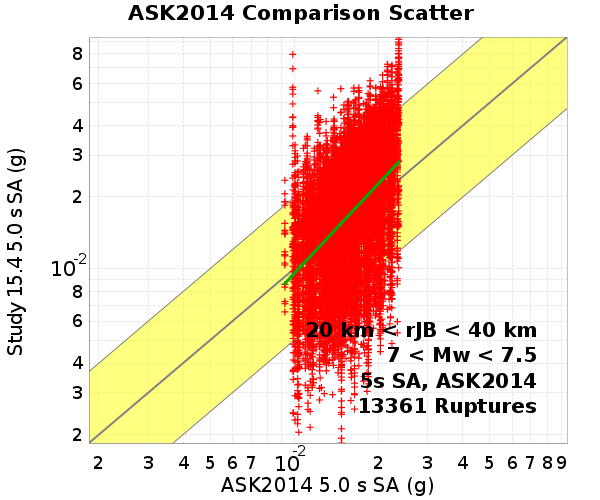 ASK2014 Comparison Scatter
8
6
4
3
2
10-2
8
6
4
3
2
Study 15.4 5.0 s SA (g)
20 km < rJB < 40 km
7 < Mw < 7.5
5s SA, ASK2014
13361 Ruptures
2 3 4 5 6 7 8 10-2 2 3 4 5 6 7 8 9
ASK2014 5.0 s SA (g)